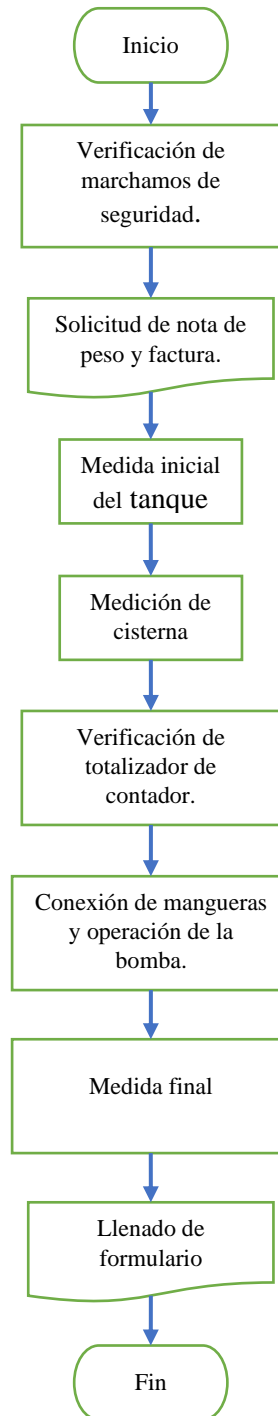 Inicio
Verificación de
marchamos de
seguridad.
Solicitud de nota de
peso y factura.
Medida inicial
del tanque
Medición de
cisterna
Verificación de
totalizador de
contador.
Conexión de mangueras
y operación de la
bomba.
Medida final
Llenado de
formulario
Fin